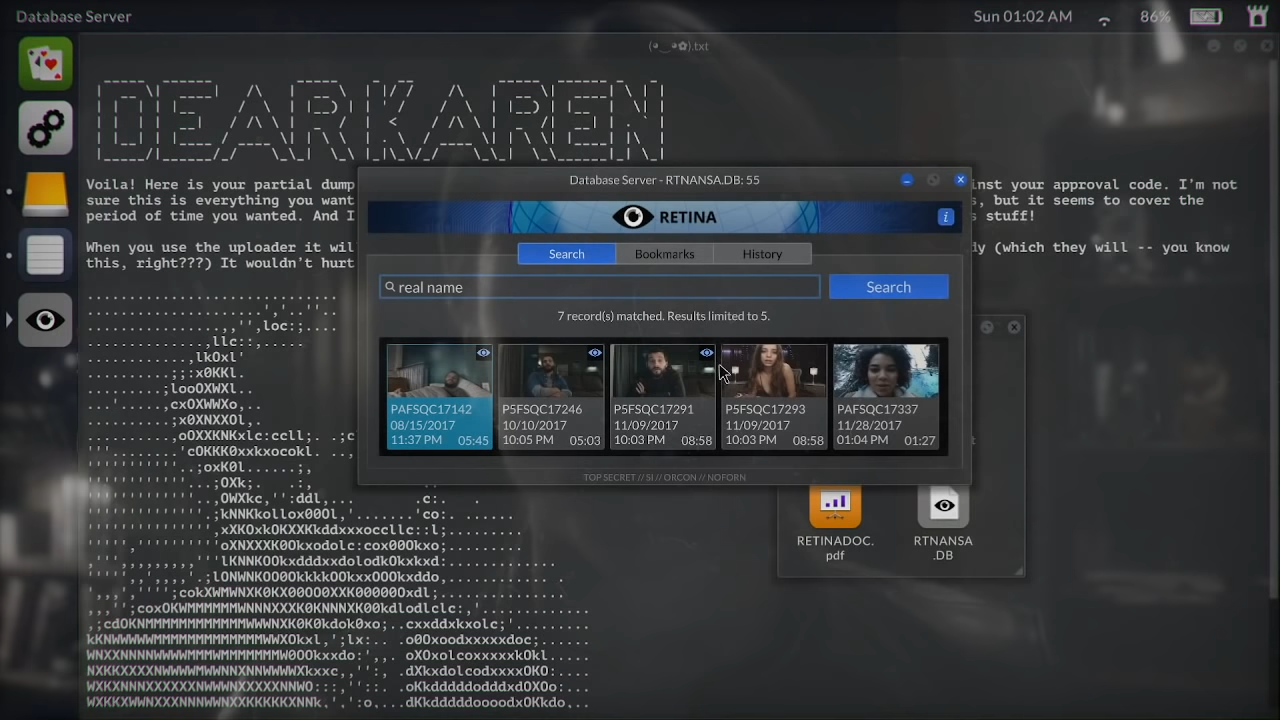 Database Server
Sun 01:02 AM
86%
.txt
DEARKAREN
Voila! Here is your partial dump
inst your approval code. I'm not
sure this is everything you want
s, but it seems to cover the
period of time you wanted. And I
s stuff!
When you use the uploader it wil
dy (which they will -- you know
this, right???) It wouldn't hurt
Database Server - RTNANSA.DB: 55
RETINA
i
Search
Bookmarks
History
real name
Search
7 record(s) matched. Results limited to 5.
PAFSQC17142
08/15/2017
11:37 PM 05:45
P5FSQC17246
10/10/2017
10:05 PM 05:03
P5FSQC17291
11/09/2017
10:03 PM 08:58
P5FSQC17293
11/09/2017
10:03 PM 08:58
PAFSQC17337
11/28/2017
01:04 PM 01:27
TOP SECRET // SI // ORCON // NOFORN
RETINADOC.
pdf
RTNANSA
.DB